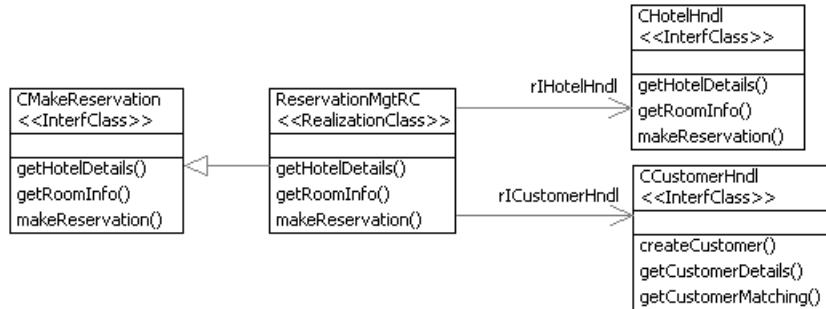 CMakeReservation
<<InterfClass>>
getHotelDetails()
getRoomInfo()
makeReservation()
ReservationMgtRC
<<RealizationClass>>
getHotelDetails()
getRoomInfo()
makeReservation()
rIHotelHndl
rICustomerHndl
CHotelHndl
<<InterfClass>>
getHotelDetails()
getRoomInfo()
makeReservation()
CCustomerHndl
<<InterfClass>>
createCustomer()
getCustomerDetails()
getCustomerMatching()